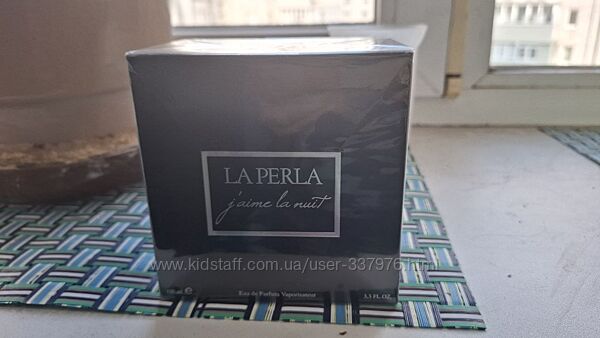 LA PERLA
j'aime la nuit
www.kidstaff.com.ua/user-337976.htm
Eau de Parfum Vaporisateur 3.3 FL OZ.